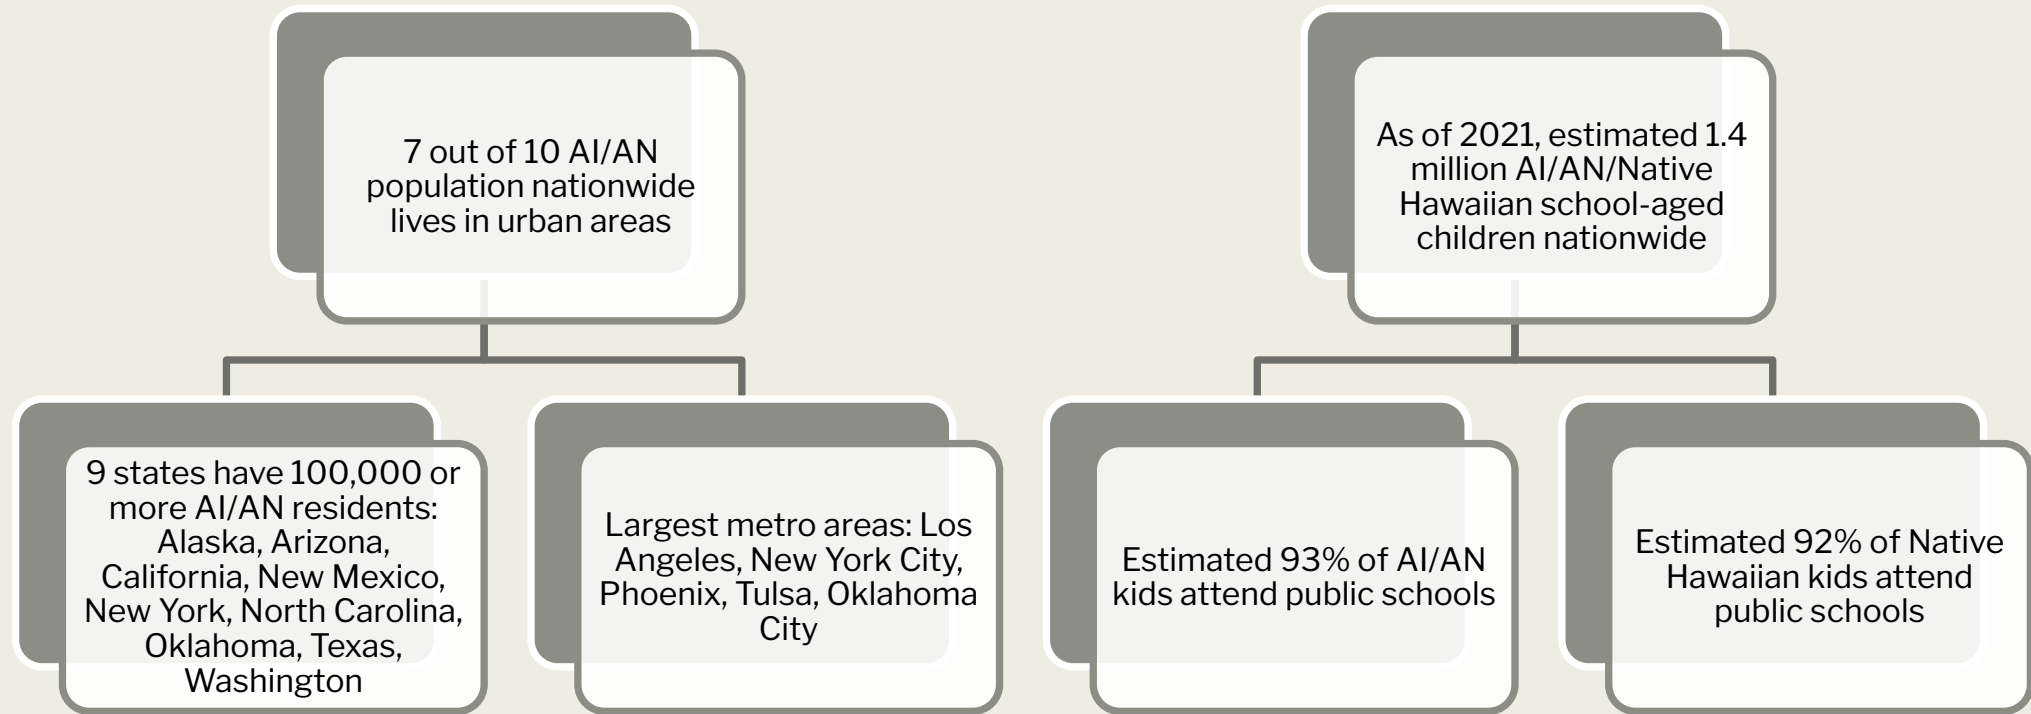 7 out of 10 AI/AN
population nationwide
lives in urban areas
9 states have 100,000 or
more AI/AN residents:
Alaska, Arizona,
California, New Mexico,
New York, North Carolina,
Oklahoma, Texas,
Washington
Largest metro areas: Los
Angeles, New York City,
Phoenix, Tulsa, Oklahoma
City
As of 2021, estimated 1.4
million AI/AN/Native
Hawaiian school-aged
children nationwide
Estimated 93% of AI/AN
kids attend public schools
Estimated 92% of Native
Hawaiian kids attend
public schools